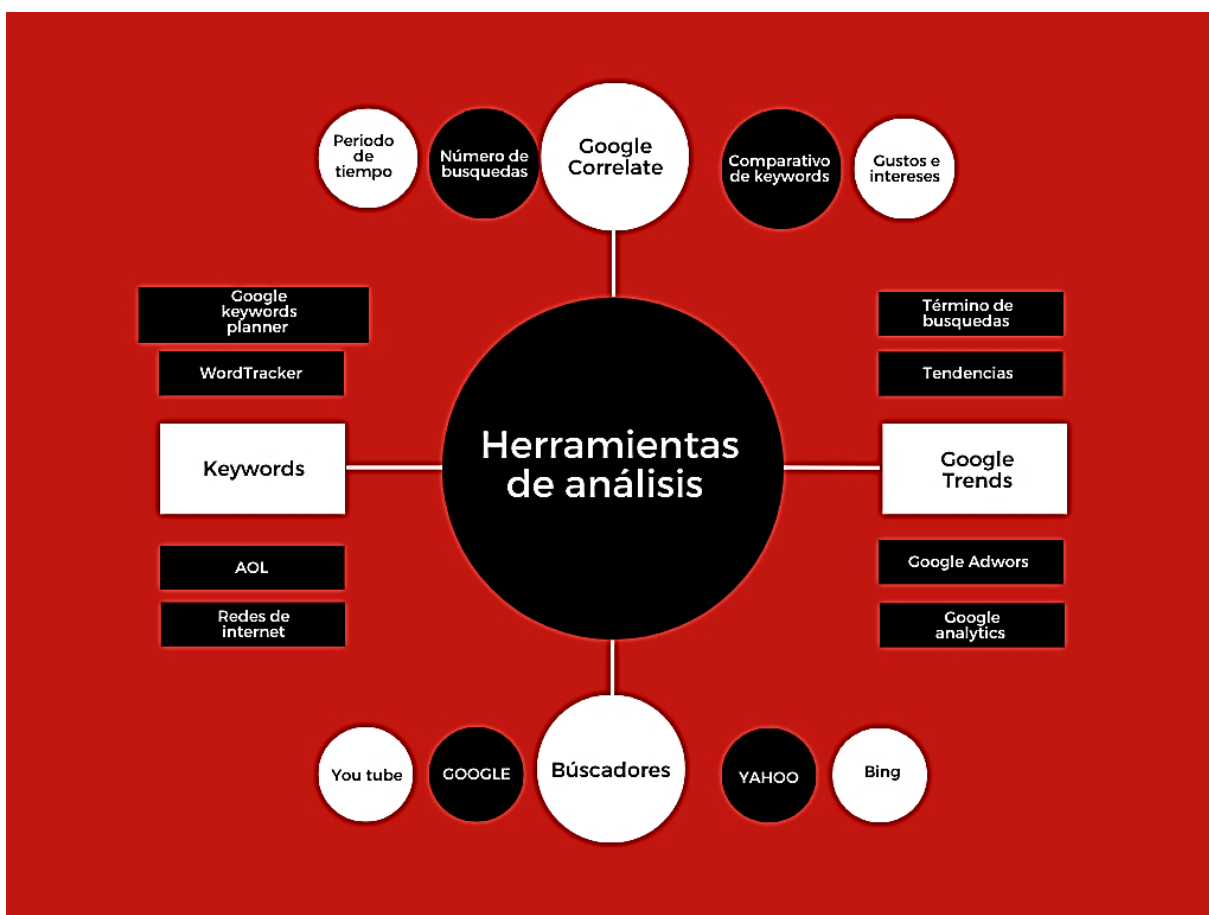 Periodo
de
tiempo
Número de
busquedas
Google
Correlate
Comparativo
de keywords
Gustos e
intereses
Google
keywords
planner
WordTracker
Keywords
AOL
Redes de
internet
Herramientas
de análisis
Término de
busquedas
Tendencias
Google
Trends
Google Adwors
Google
analytics
You tube
GOOGLE
Búscadores
YAHOO
Bing